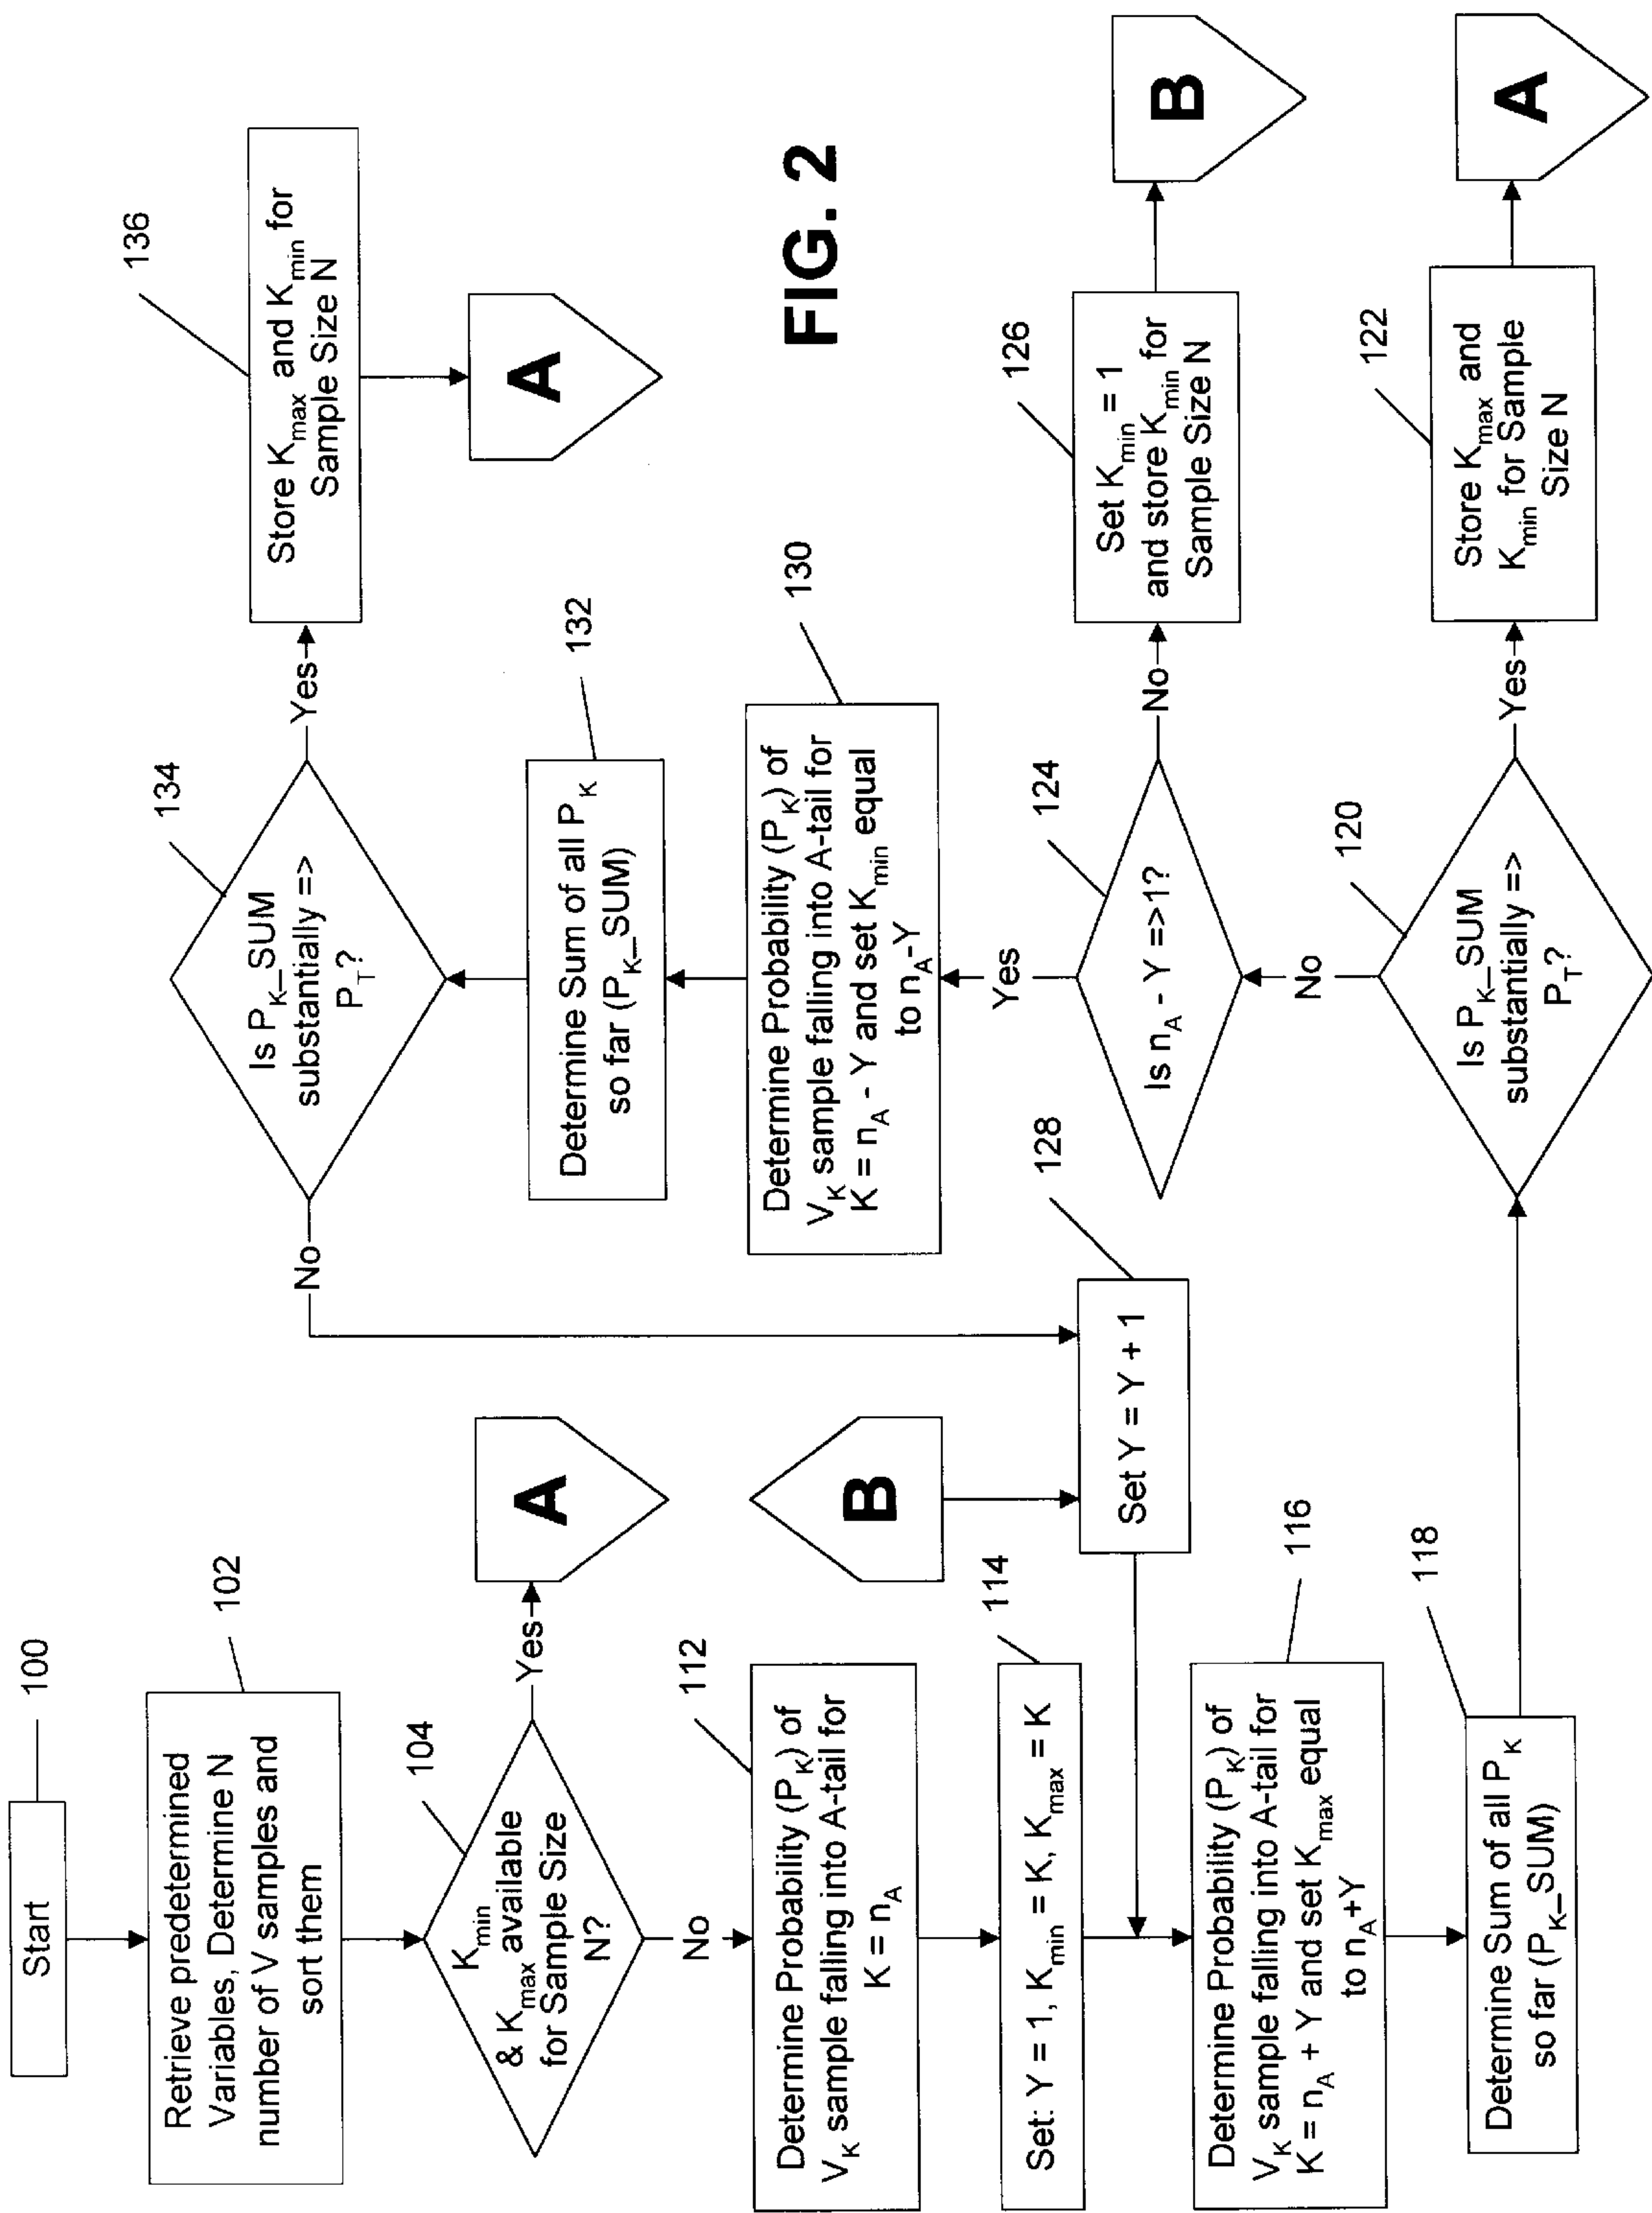 100
Start
102
Retrieve predetermined
Variables, Determine N
number of V samples and
sort them
104
K_min
& K_max available
for Sample Size
N?
Yes
A
No
112
Determine Probability (P_K) of
V_K sample falling into A-tail for
K = n_A
114
Set: Y = 1, K_min = K, K_max = K
B
128
Set Y = Y + 1
116
Determine Probability (P_K) of
V_K sample falling into A-tail for
K = n_A + Y and set K_max equal
to n_A+Y
118
Determine Sum of all P_K
so far (P_K_SUM)
120
Is P_K_SUM
substantially =>
P_T?
Yes
122
Store K_max and
K_min for Sample
Size N
A
No
124
Is n_A - Y =>1?
No
126
Set K_min = 1
and store K_min for
Sample Size N
B
Yes
130
Determine Probability (P_K) of
V_K sample falling into A-tail for
K = n_A - Y and set K_min equal
to n_A-Y
132
Determine Sum of all P_K
so far (P_K_SUM)
134
Is P_K_SUM
substantially =>
P_T?
No
Yes
136
Store K_max and K_min for
Sample Size N
A
FIG. 2